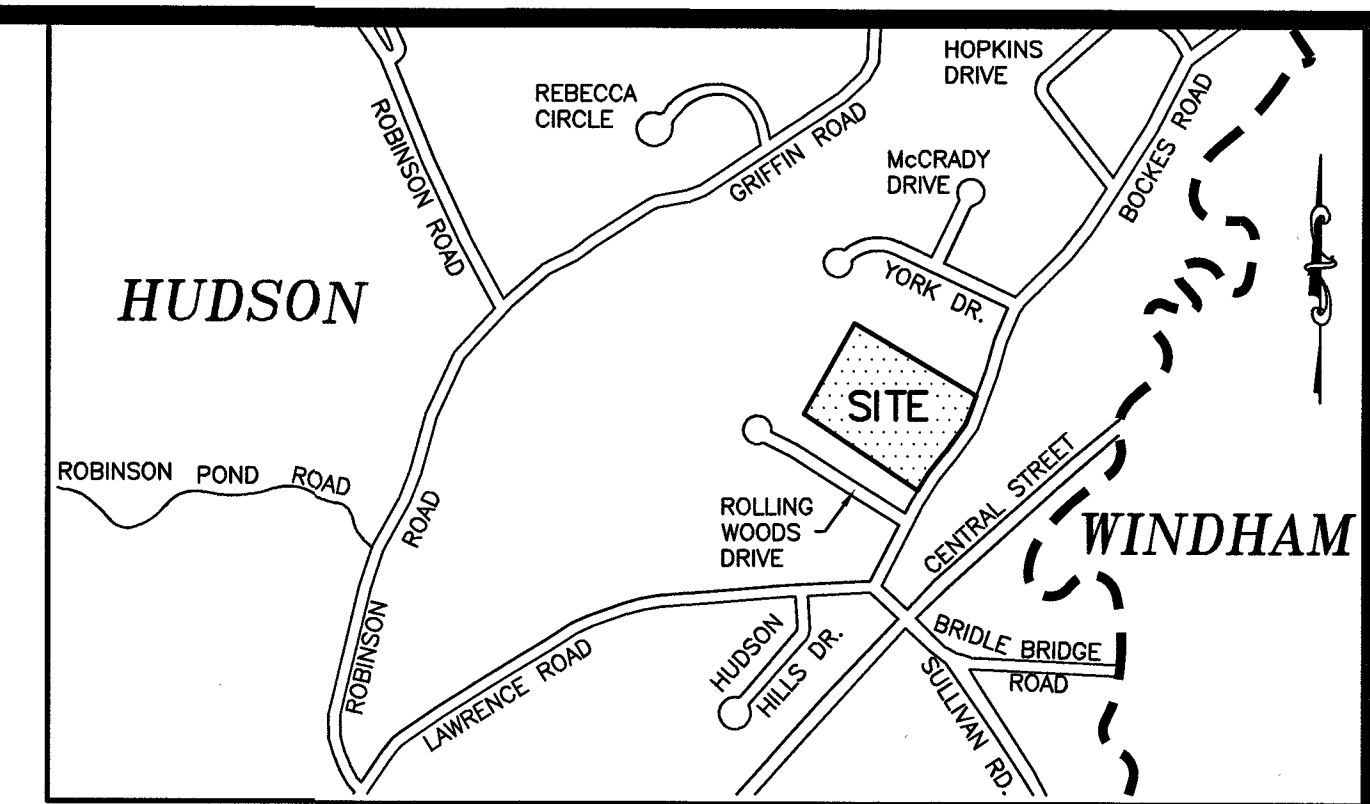 HOPKINS
DRIVE
REBECCA
CIRCLE
ROBINSON ROAD
GRIFFIN ROAD
BOCKES ROAD
McCRADY
DRIVE
YORK DR.
HUDSON
SITE
ROBINSON POND ROAD
ROAD
ROBINSON
ROLLING
WOODS
DRIVE
CENTRAL STREET
WINDHAM
LAWRENCE ROAD
HUDSON
HILLS DR.
BRIDLE BRIDGE
ROAD
SULLIVAN RD.